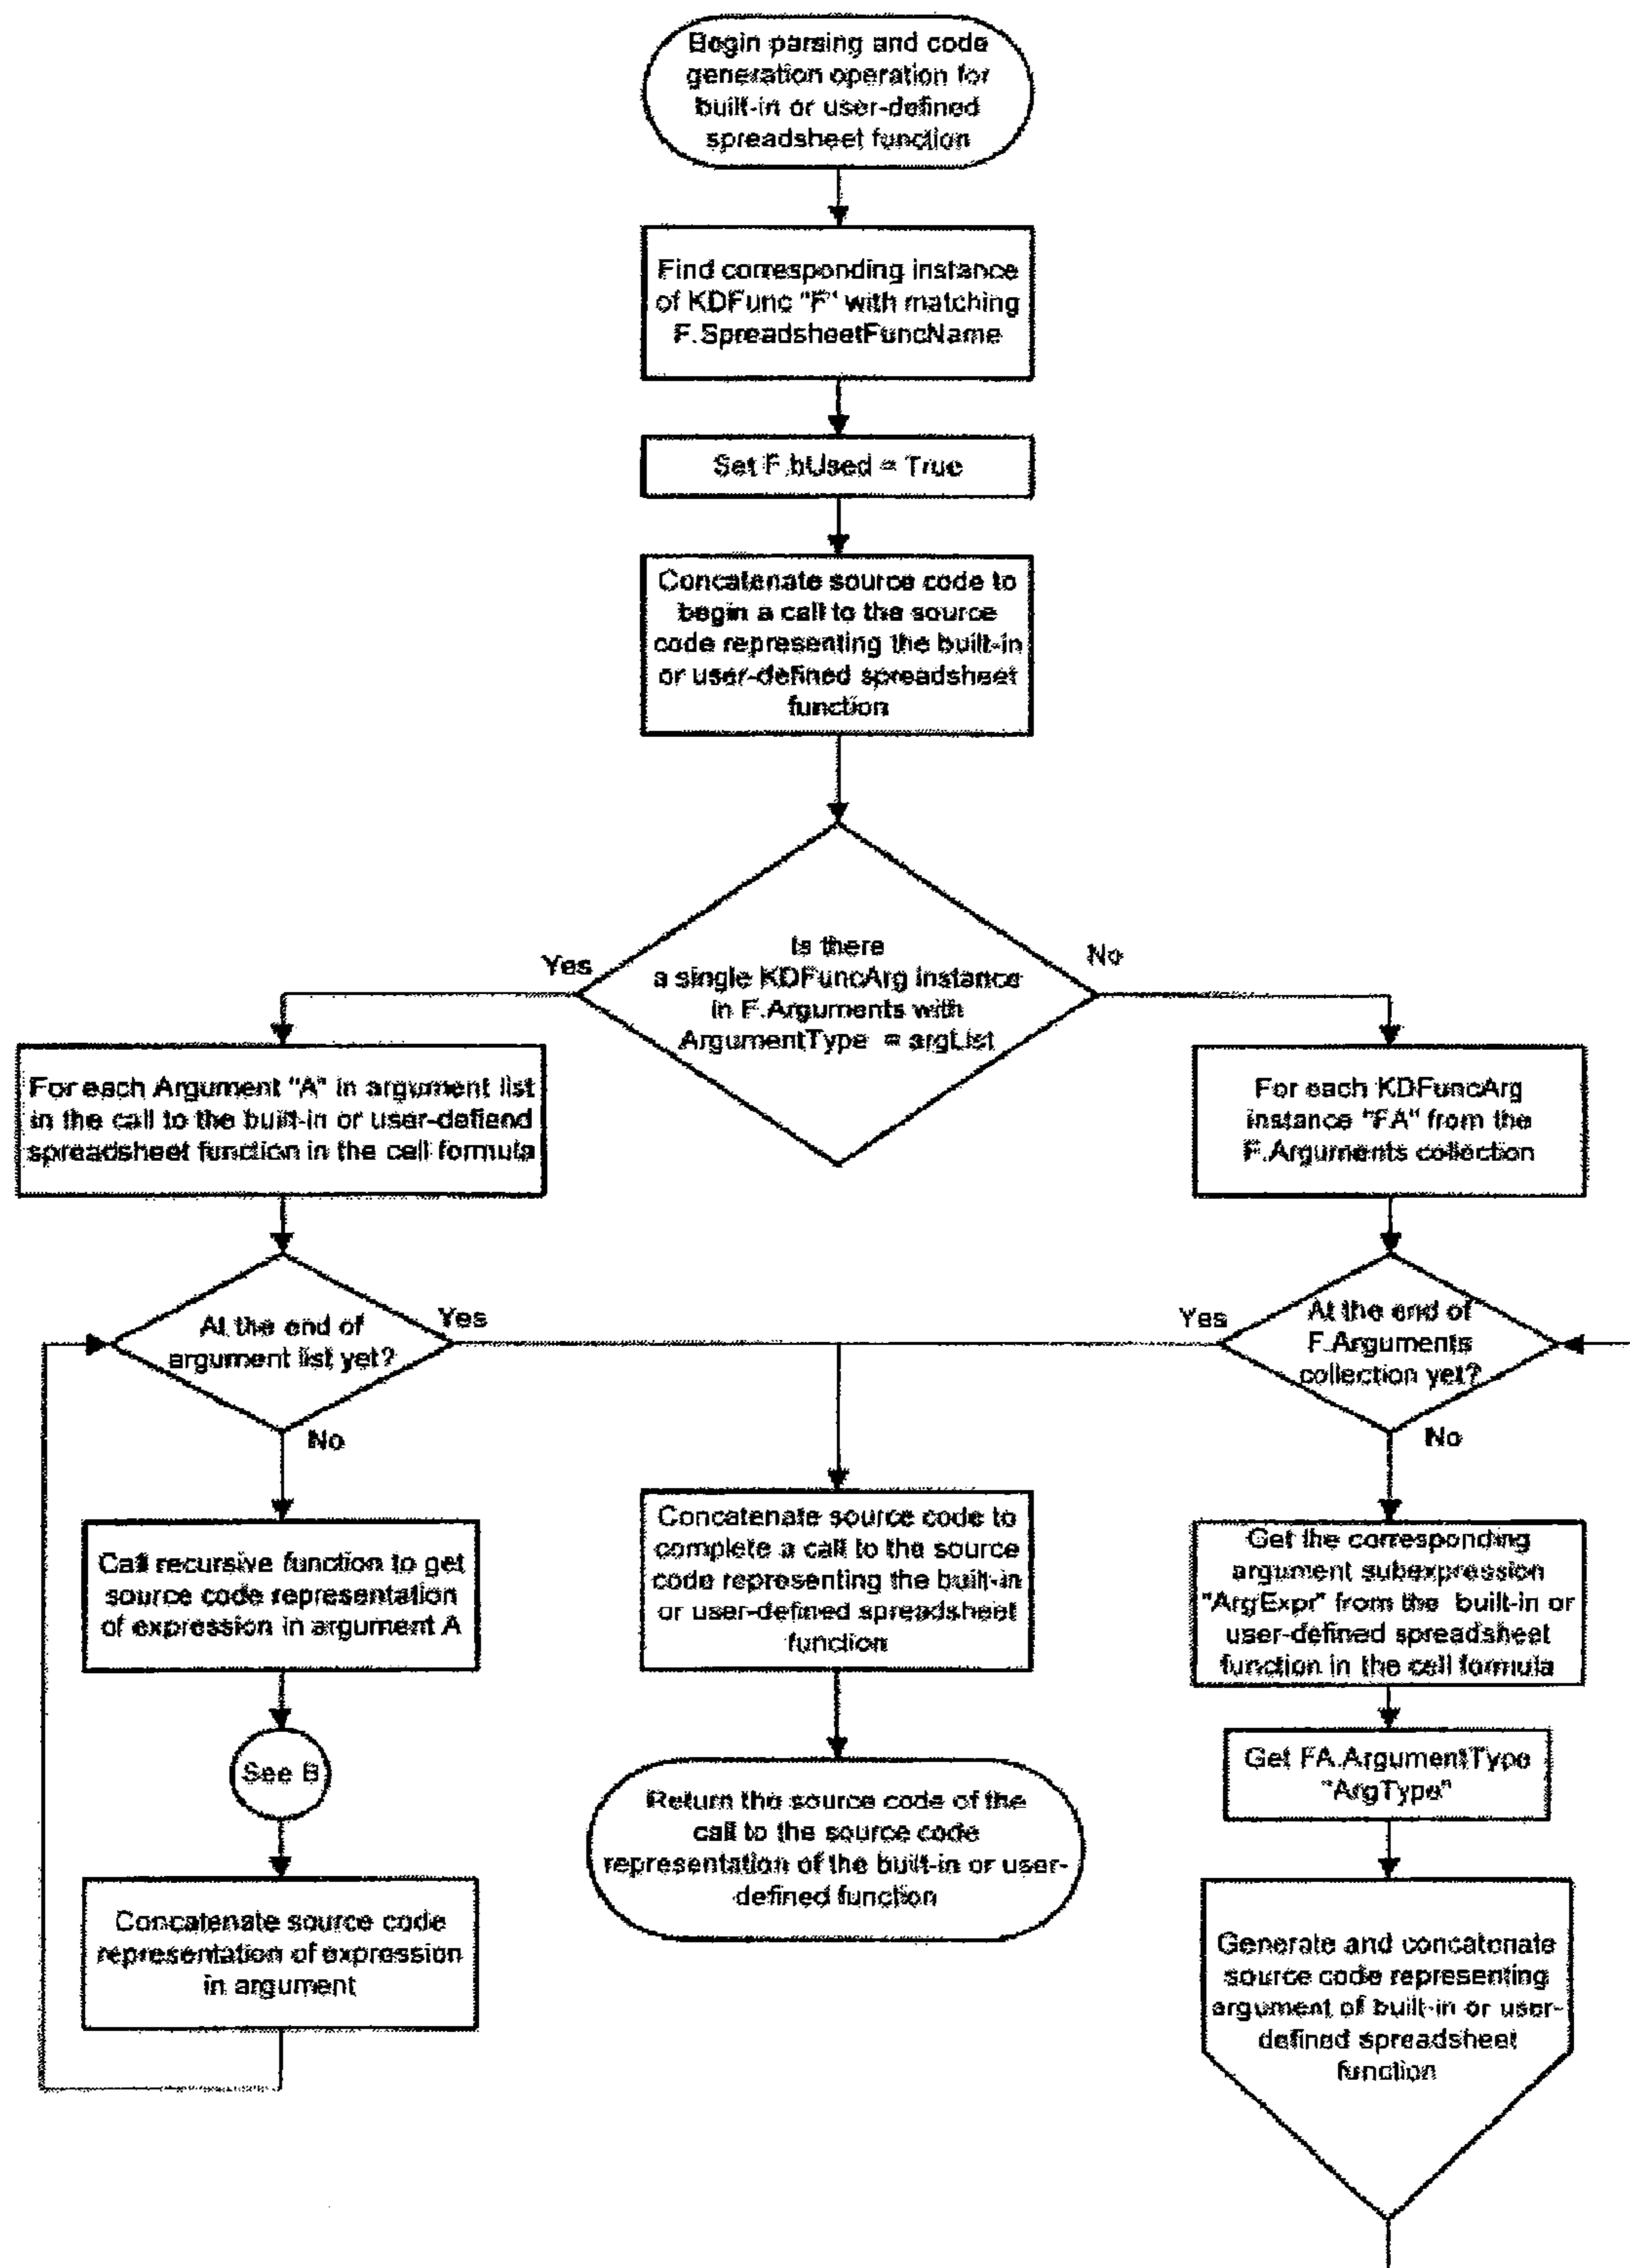 Begin parsing and code
generation operation for
built-in or user-defined
spreadsheet function
Find corresponding instance
of KDFunc "F" with matching
F.SpreadsheetFuncName
Set F.bUsed = True
Concatenate source code to
begin a call to the source
code representing the built-in
or user-defined spreadsheet
function
Is there
a single KDFuncArg instance
in F.Arguments with
ArgumentType = argList
Yes
No
For each Argument "A" in argument list
in the call to the built-in or user-defiend
spreadsheet function in the cell formula
For each KDFuncArg
instance "FA" from the
F.Arguments collection
At the end of
argument list yet?
Yes
No
Yes
At the end of
F.Arguments
collection yet?
No
Call recursive function to get
source code representation
of expression in argument A
See B
Concatenate source code
representation of expression
in argument
Concatenate source code to
complete a call to the source
code representing the built-in
or user-defined spreadsheet
function
Return the source code of the
call to the source code
representation of the built-in or user-
defined function
Get the corresponding
argument subexpression
"ArgExpr" from the built-in or
user-defined spreadsheet
function in the cell formula
Get FA.ArgumentType
"ArgType"
Generate and concatenate
source code representing
argument of built-in or user-
defined spreadsheet
function